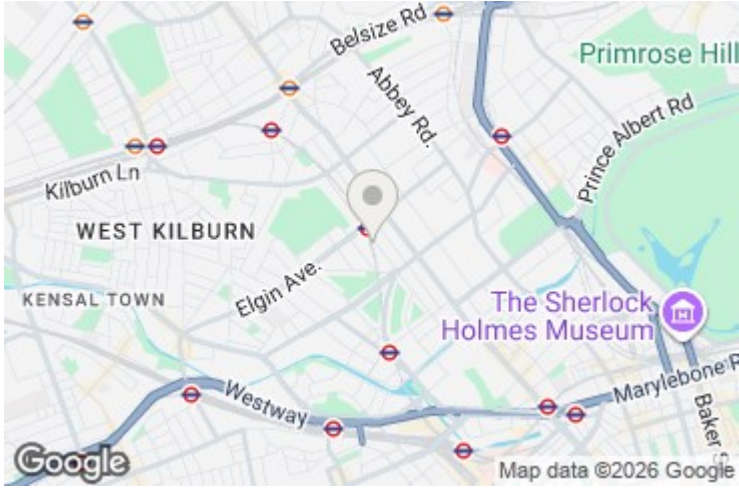 Belsize Rd
Primrose Hill
Abbey Rd.
Prince Albert Rd
Kilburn Ln
WEST KILBURN
KENSAL TOWN
Elgin Ave.
The Sherlock
Holmes Museum
Westway
Marylebone R
Baker S
Google
Map data ©2026 Google